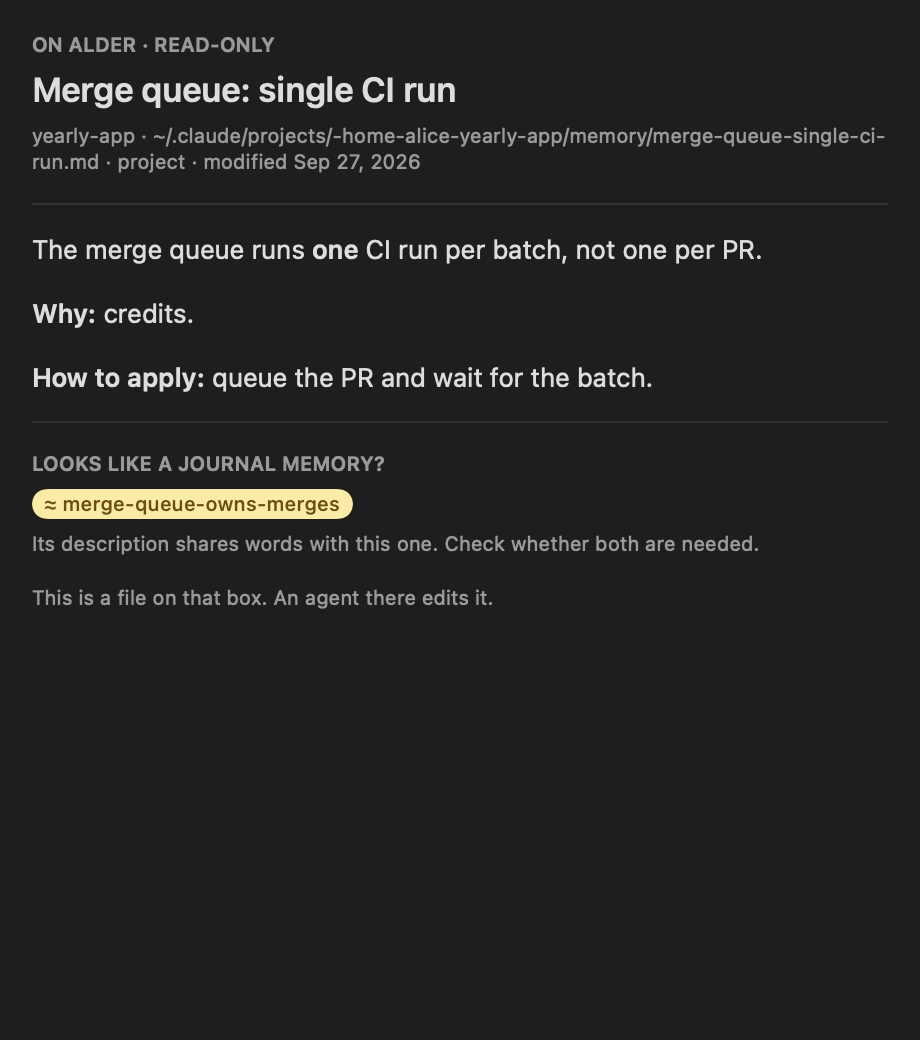 ON ALDER · READ-ONLY
Merge queue: single CI run
yearly-app · ~/.claude/projects/-home-alice-yearly-app/memory/merge-queue-single-ci-
run.md · project · modified Sep 27, 2026
The merge queue runs one CI run per batch, not one per PR.
Why: credits.
How to apply: queue the PR and wait for the batch.
LOOKS LIKE A JOURNAL MEMORY?
≈ merge-queue-owns-merges
Its description shares words with this one. Check whether both are needed.
This is a file on that box. An agent there edits it.